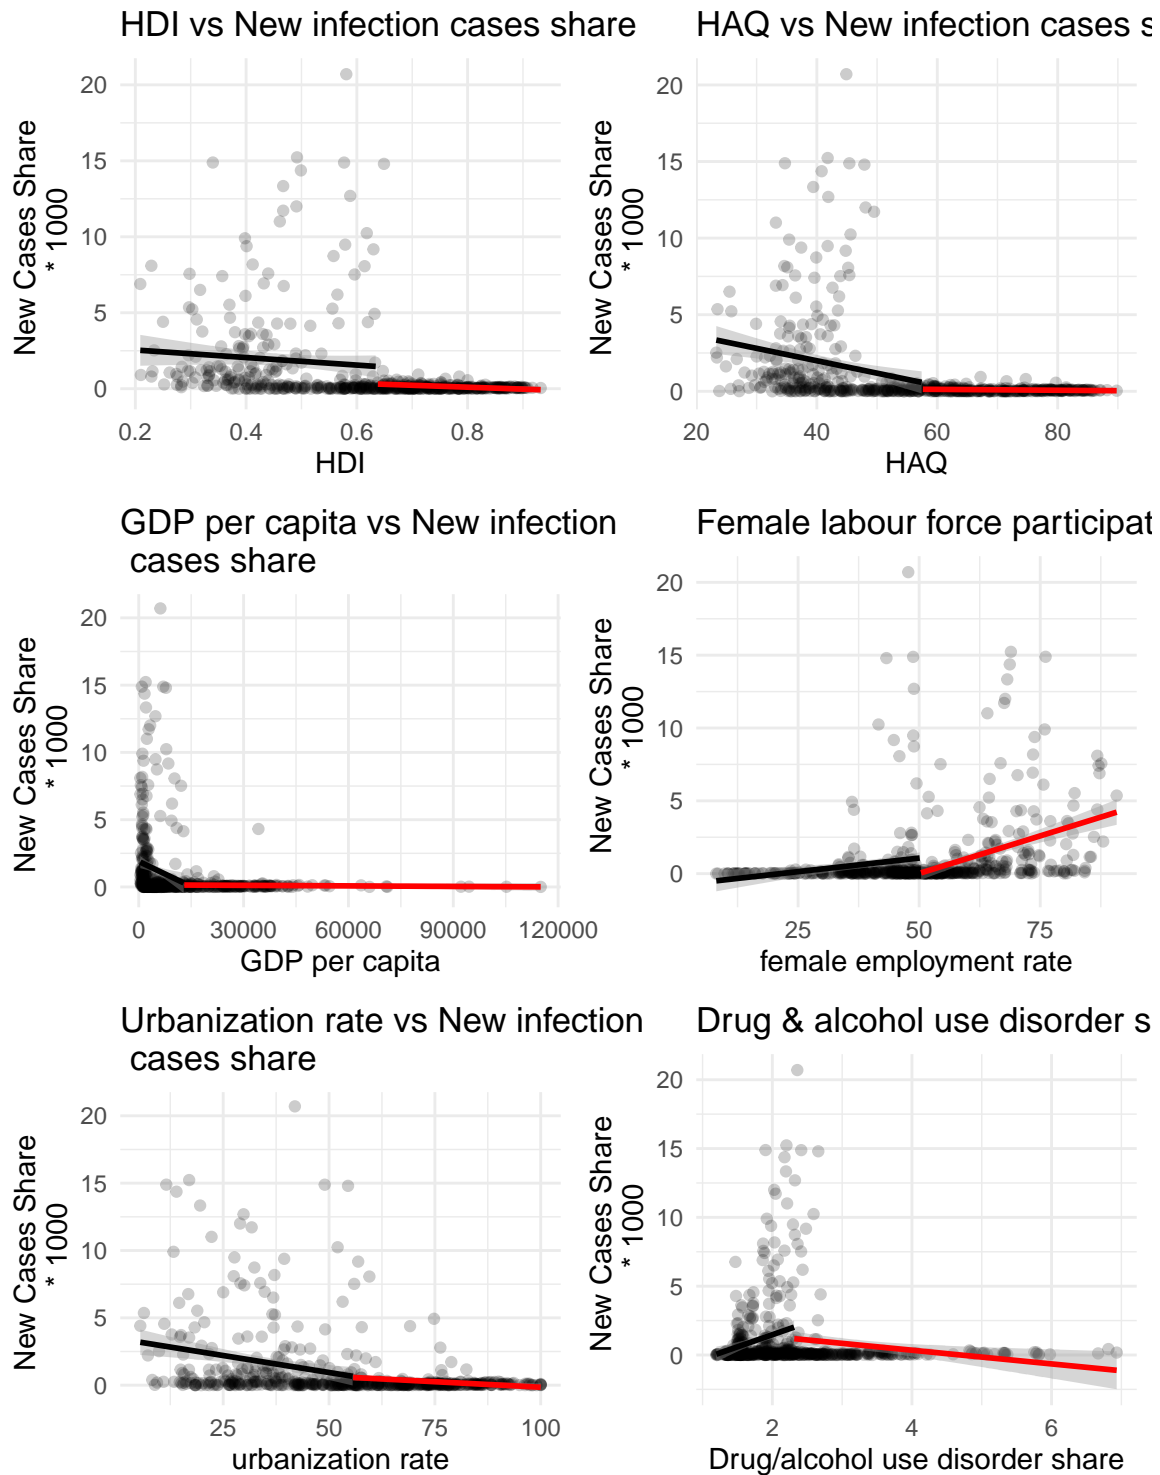 HDI vs New infection cases share
New Cases Share
* 1000
20
15
10
5
0
0.2 0.4 0.6 0.8
HDI
HAQ vs New infection cases s
New Cases Share
* 1000
20
15
10
5
0
20 40 60 80
HAQ
GDP per capita vs New infection
cases share
New Cases Share
* 1000
20
15
10
5
0
0 30000 60000 90000 120000
GDP per capita
Female labour force participat
New Cases Share
* 1000
20
15
10
5
0
25 50 75
female employment rate
Urbanization rate vs New infection
cases share
New Cases Share
* 1000
20
15
10
5
0
25 50 75 100
urbanization rate
Drug & alcohol use disorder s
New Cases Share
* 1000
20
15
10
5
0
2 4 6
Drug/alcohol use disorder share